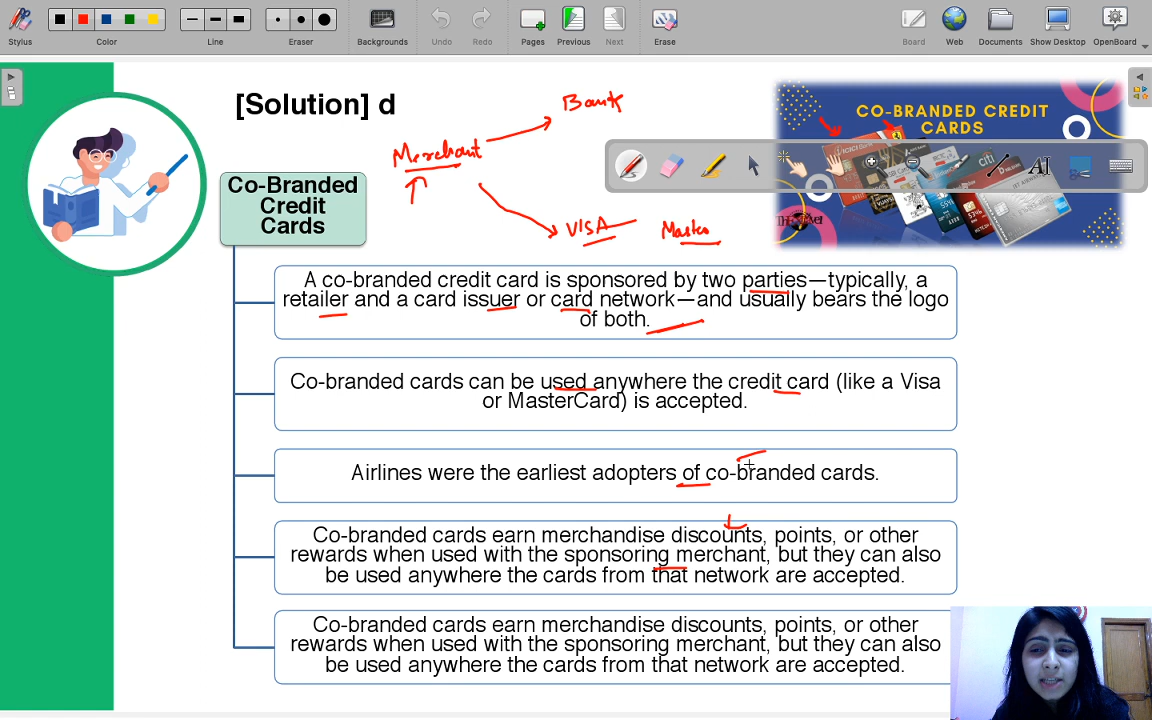 Stylus
Color
Line
Eraser
Backgrounds
Undo
Redo
Pages
Previous
Next
Erase
Board
Web
Documents
Show Desktop
OpenBoard
[Solution] d
Bank
Merchant
VISA
Master
CO-BRANDED CREDIT
CARDS
ICICI Bank
citi
AI
Co-Branded
Credit
Cards
A co-branded credit card is sponsored by two parties—typically, a
retailer and a card issuer or card network—and usually bears the logo
of both.
Co-branded cards can be used anywhere the credit card (like a Visa
or MasterCard) is accepted.
Airlines were the earliest adopters of co-branded cards.
Co-branded cards earn merchandise discounts, points, or other
rewards when used with the sponsoring merchant, but they can also
be used anywhere the cards from that network are accepted.
Co-branded cards earn merchandise discounts, points, or other
rewards when used with the sponsoring merchant, but they can also
be used anywhere the cards from that network are accepted.